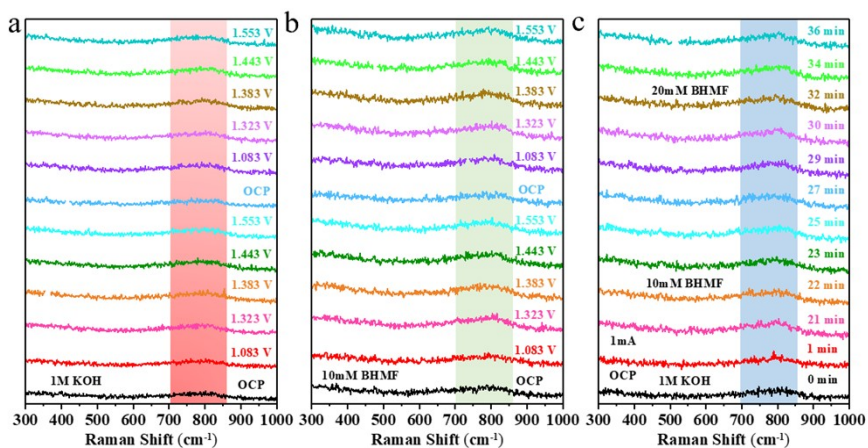 a
1.553 V
1.443 V
1.383 V
1.323 V
1.083 V
OCP
1.553 V
1.443 V
1.383 V
1.323 V
1.083 V
1M KOH
OCP
300 400 500 600 700 800 900 1000
Raman Shift (cm-1)
b
1.553 V
1.443 V
1.383 V
1.323 V
1.083 V
OCP
1.553 V
1.443 V
1.383 V
1.323 V
1.083 V
10mM BHMF
OCP
300 400 500 600 700 800 900 1000
Raman Shift (cm-1)
c
36 min
34 min
20mM BHMF
32 min
30 min
29 min
27 min
25 min
23 min
10mM BHMF
22 min
21 min
1mA
1 min
OCP
1M KOH
0 min
300 400 500 600 700 800 900 1000
Raman Shift (cm-1)